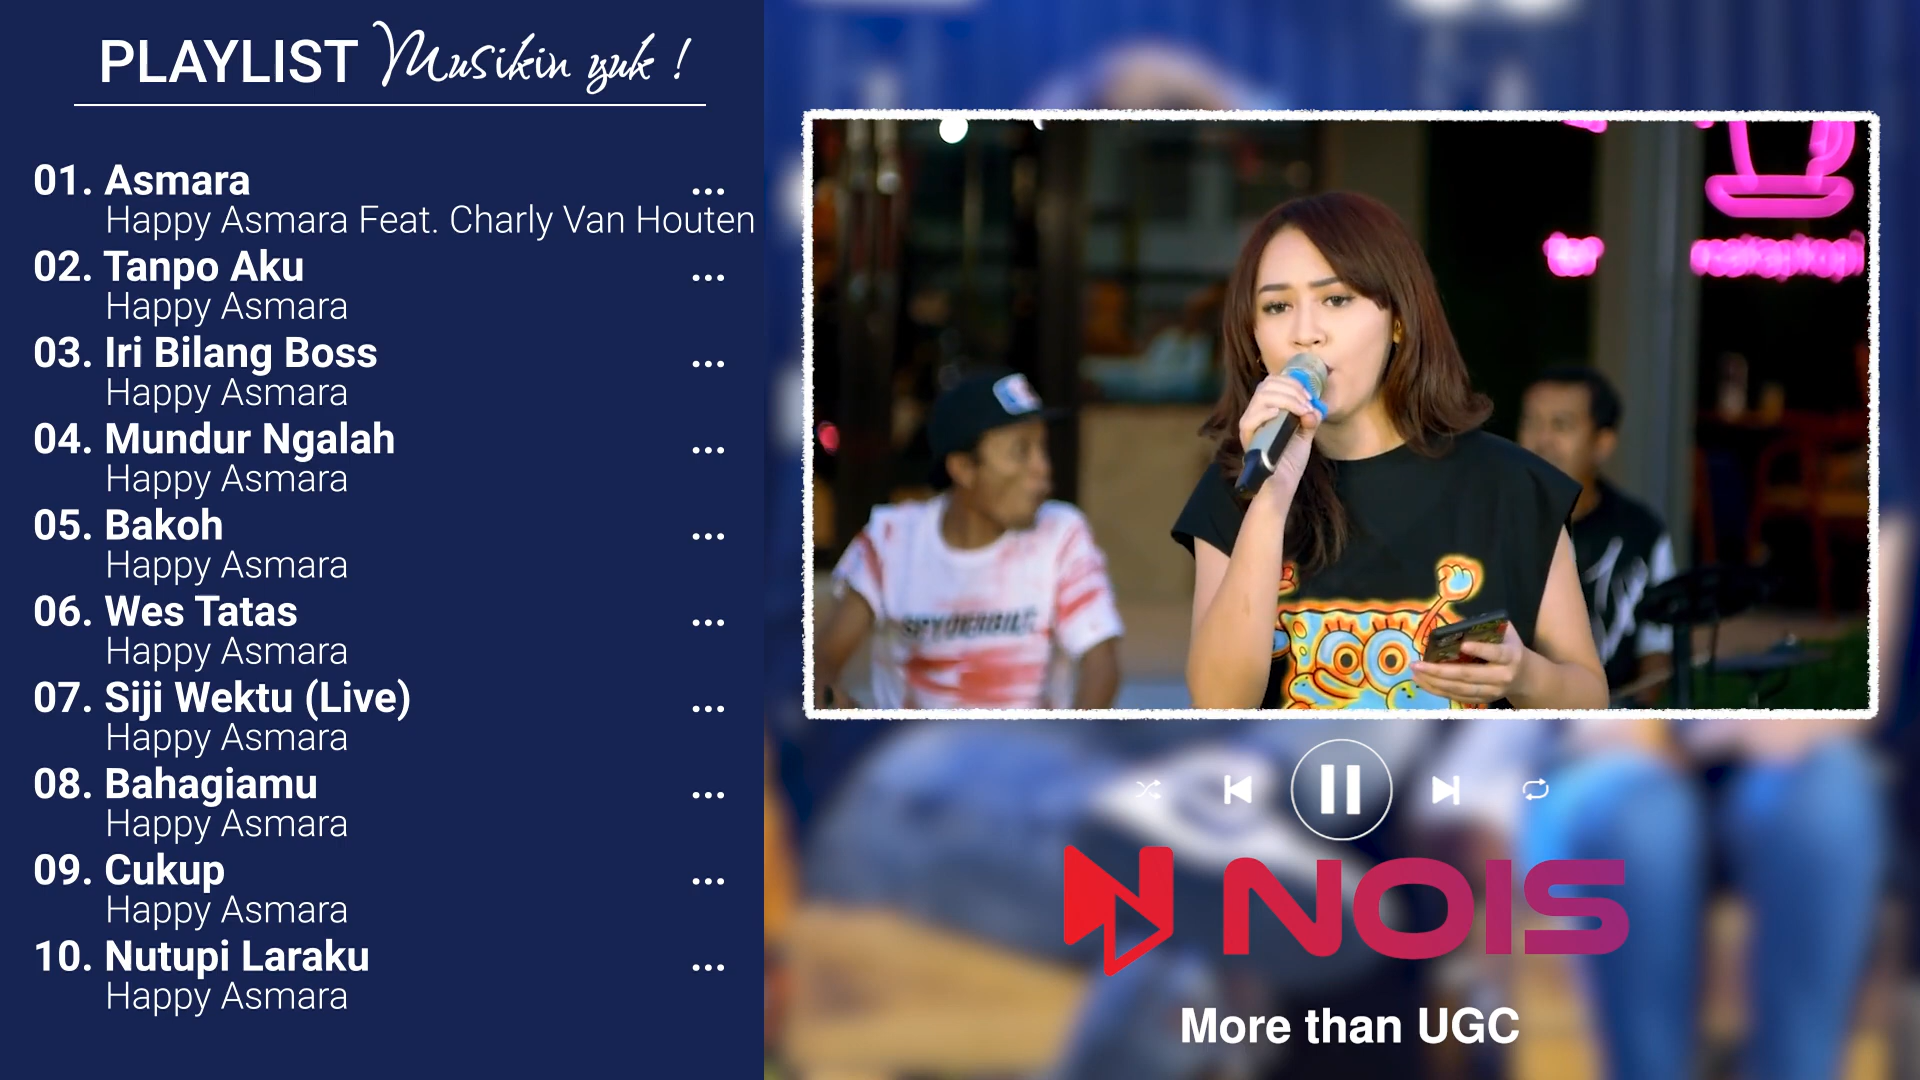 PLAYLIST Musikin yuk !
01. Asmara ...
Happy Asmara Feat. Charly Van Houten
02. Tanpo Aku ...
Happy Asmara
03. Iri Bilang Boss ...
Happy Asmara
04. Mundur Ngalah ...
Happy Asmara
05. Bakoh ...
Happy Asmara
06. Wes Tatas ...
Happy Asmara
07. Siji Wektu (Live) ...
Happy Asmara
08. Bahagiamu ...
Happy Asmara
09. Cukup ...
Happy Asmara
10. Nutupi Laraku ...
Happy Asmara
SPYDERBILT
NOIS
More than UGC